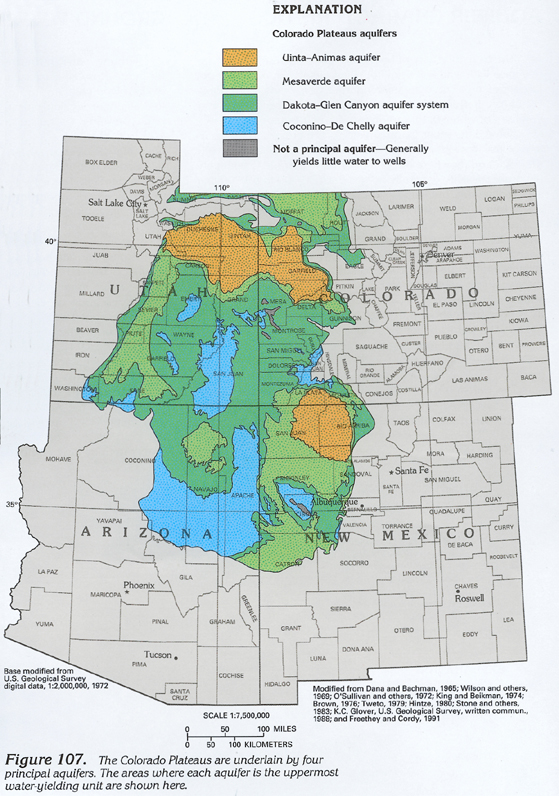 EXPLANATION
Colorado Plateaus aquifers
Uinta–Animas aquifer
Mesaverde aquifer
Dakota–Glen Canyon aquifer system
Coconino–De Chelly aquifer
Not a principal aquifer—Generally
yields little water to wells
110°
105°
BOX ELDER
CACHE
RICH
WEBER
MORGAN
DAVIS
Salt Lake City
SALT LAKE
TOOELE
MOFFAT
JACKSON
LARIMER
WELD
LOGAN
SEDGWICK
PHILLIPS
MORGAN
YUMA
40°
UTAH
DUCHESNE
UINTAH
RIO BLANCO
GRAND
BOULDER
Denver
ADAMS
ARAPAHOE
WASHINGTON
JUAB
CARBON
GARFIELD
EAGLE
SUMMIT
JEFFERSON
ELBERT
KIT CARSON
MILLARD
UTAH
EMERY
GRAND
MESA
DELTA
PITKIN
LAKE
PARK
COLORADO
EL PASO
LINCOLN
CHEYENNE
SEVIER
GUNNISON
CHAFFEE
TELLER
BEAVER
PIUTE
WAYNE
MONTROSE
FREMONT
PUEBLO
CROWLEY
KIOWA
IRON
GARFIELD
SAN JUAN
SAN MIGUEL
DOLORES
HINSDALE
SAGUACHE
CUSTER
HUERFANO
OTERO
BENT
PROWERS
WASHINGTON
KANE
MONTEZUMA
LA PLATA
MINERAL
RIO GRANDE
ALAMOSA
CONEJOS
COSTILLA
LAS ANIMAS
BACA
SAN JUAN
RIO ARRIBA
TAOS
COLFAX
UNION
MOHAVE
COCONINO
NAVAJO
APACHE
McKINLEY
SANDOVAL
Santa Fe
SANTA FE
MORA
HARDING
SAN MIGUEL
35°
Albuquerque
BERNALILLO
QUAY
GUADALUPE
YAVAPAI
ARIZONA
CIBOLA
VALENCIA
TORRANCE
CURRY
NEW MEXICO
DE BACA
CATRON
SOCORRO
LINCOLN
ROOSEVELT
LA PAZ
GILA
Phoenix
MARICOPA
CHAVES
Roswell
YUMA
PINAL
GRAHAM
GREENLEE
GRANT
SIERRA
OTERO
EDDY
LEA
Tucson
PIMA
COCHISE
HIDALGO
LUNA
DONA ANA
SANTA CRUZ
Base modified from
U.S. Geological Survey
digital data, 1:2,000,000, 1972
Modified from Dana and Bachman, 1965; Wilson and others,
1969; O'Sullivan and others, 1972; King and Beikman, 1974;
Brown, 1976; Tweto, 1979; Hintze, 1980; Stone and others,
1983; K.C. Glover, U.S. Geological Survey, written commun.,
1988; and Freethey and Cordy, 1991
SCALE 1:7,500,000
0 50 100 MILES
0 50 100 KILOMETERS
Figure 107. The Colorado Plateaus are underlain by four
principal aquifers. The areas where each aquifer is the uppermost
water-yielding unit are shown here.